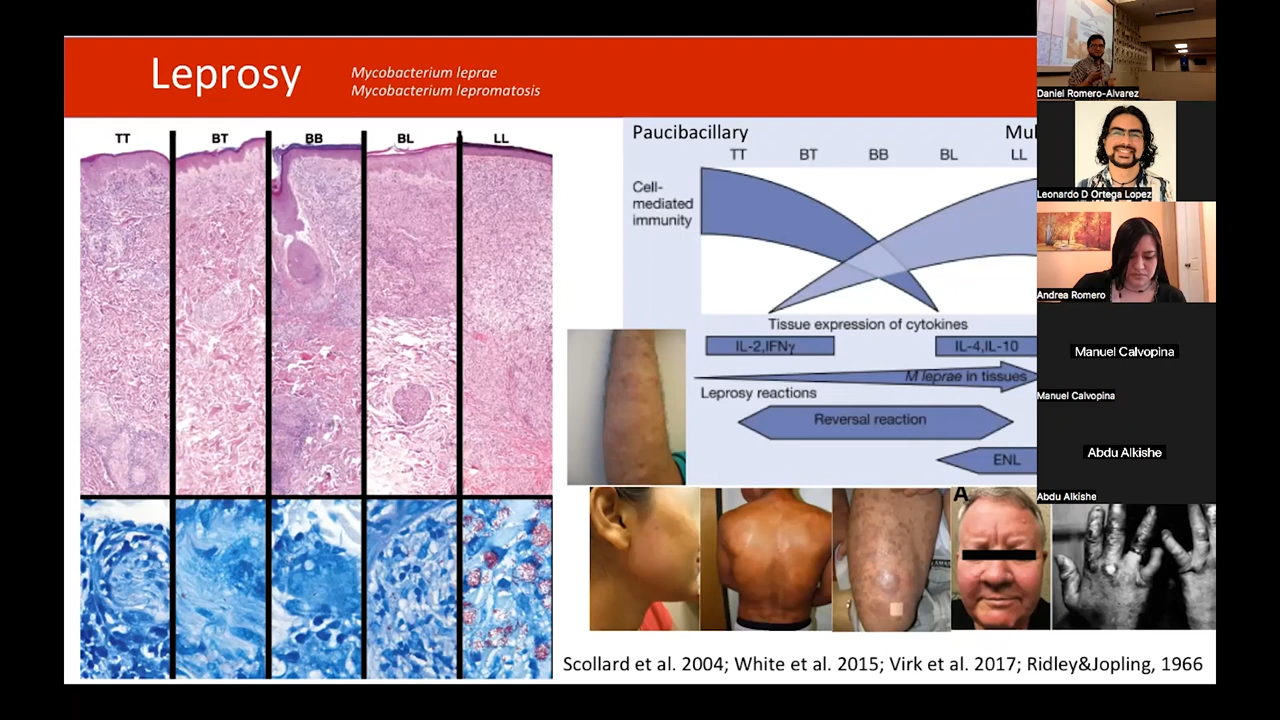 Leprosy
Mycobacterium leprae
Mycobacterium lepromatosis
TT BT BB BL LL
Paucibacillary Mul
TT BT BB BL LL
Cell-
mediated
immunity
Tissue expression of cytokines
IL-2,IFNγ IL-4,IL-10
M leprae in tissues
Leprosy reactions
Reversal reaction
ENL
A
Scollard et al. 2004; White et al. 2015; Virk et al. 2017; Ridley&Jopling, 1966
Daniel Romero-Alvarez
Leonardo D Ortega Lopez
Andrea Romero
Manuel Calvopina
Manuel Calvopina
Abdu Alkishe
Abdu Alkishe